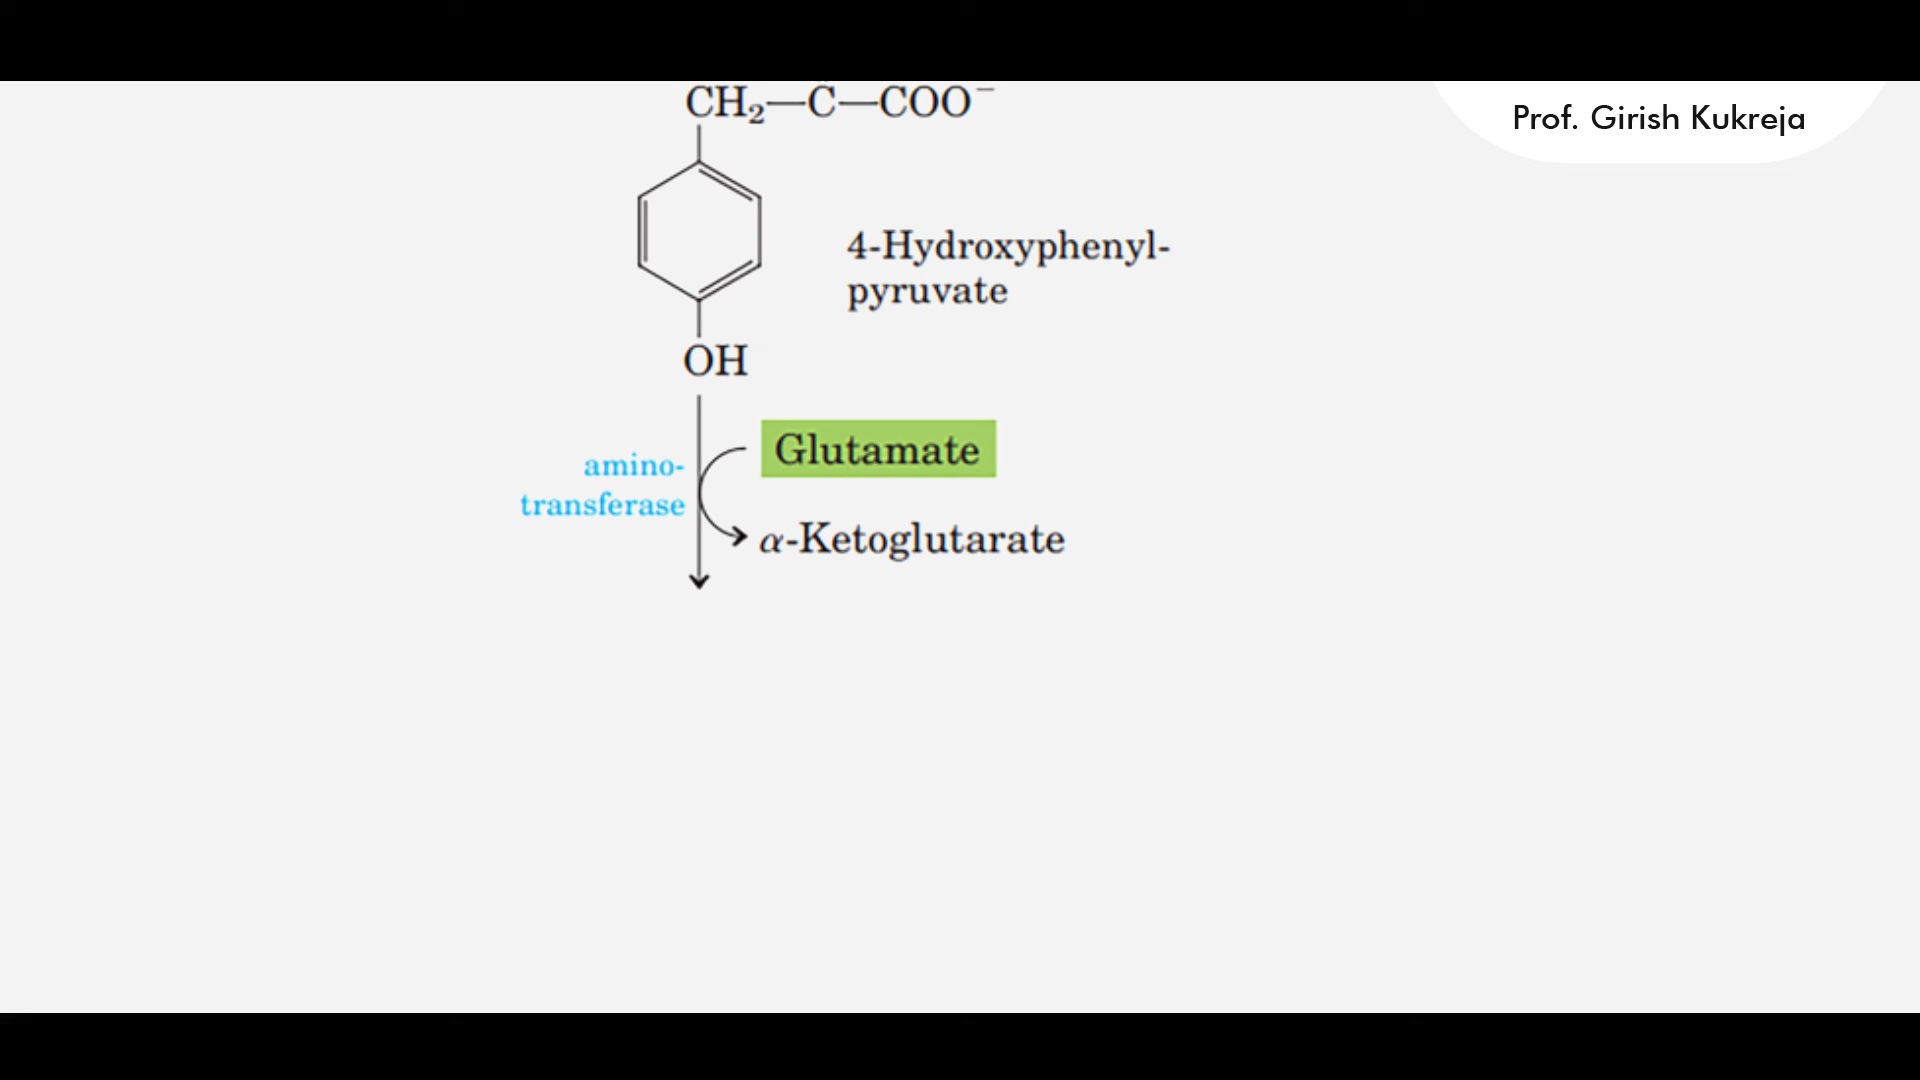 CH₂—C—COO⁻
Prof. Girish Kukreja
4-Hydroxyphenyl-
pyruvate
OH
Glutamate
amino-
transferase
α-Ketoglutarate